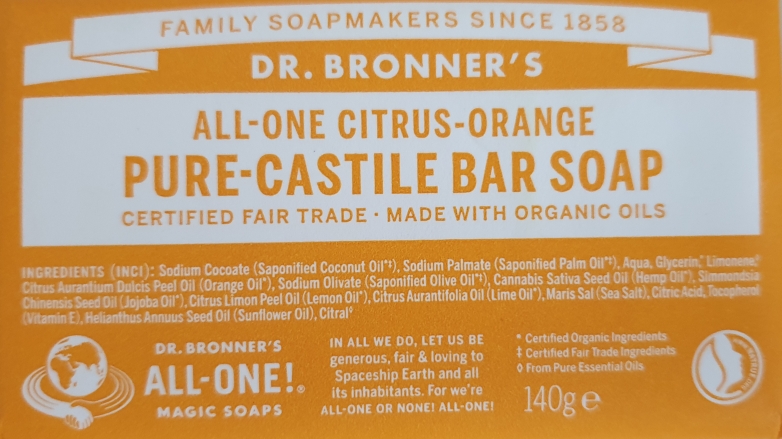 FAMILY SOAPMAKERS SINCE 1858
DR. BRONNER'S
ALL-ONE CITRUS-ORANGE
PURE-CASTILE BAR SOAP
CERTIFIED FAIR TRADE · MADE WITH ORGANIC OILS
INGREDIENTS (INCI): Sodium Cocoate (Saponified Coconut Oil*‡), Sodium Palmate (Saponified Palm Oil*‡), Aqua, Glycerin,* Limonene,◊
Citrus Aurantium Dulcis Peel Oil (Orange Oil*), Sodium Olivate (Saponified Olive Oil*‡), Cannabis Sativa Seed Oil (Hemp Oil*), Simmondsia
Chinensis Seed Oil (Jojoba Oil*), Citrus Limon Peel Oil (Lemon Oil*), Citrus Aurantifolia Oil (Lime Oil*), Maris Sal (Sea Salt), Citric Acid, Tocopherol
(Vitamin E), Helianthus Annuus Seed Oil (Sunflower Oil), Citral◊
DR. BRONNER'S
ALL-ONE!®
MAGIC SOAPS
IN ALL WE DO, LET US BE
generous, fair & loving to
Spaceship Earth and all
its inhabitants. For we're
ALL-ONE OR NONE! ALL-ONE!
* Certified Organic Ingredients
‡ Certified Fair Trade Ingredients
◊ From Pure Essential Oils
140g e